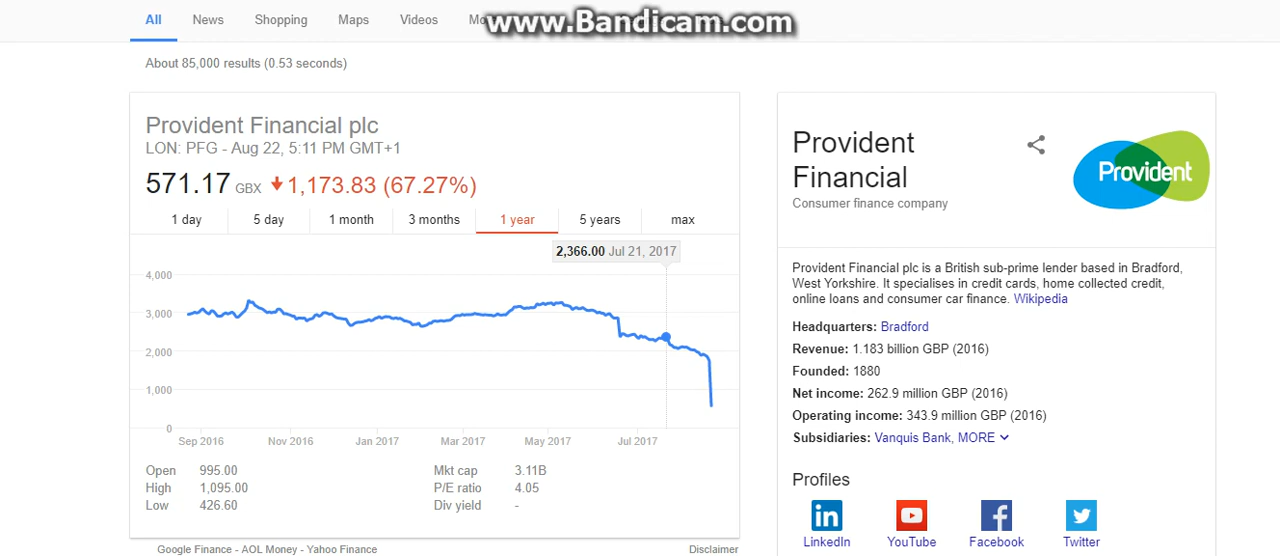 All News Shopping Maps Videos
www.Bandicam.com
About 85,000 results (0.53 seconds)
Provident Financial plc
LON: PFG - Aug 22, 5:11 PM GMT+1
571.17 GBX 1,173.83 (67.27%)
1 day 5 day 1 month 3 months 1 year 5 years max
2,366.00 Jul 21, 2017
4,000
3,000
2,000
1,000
0
Sep 2016 Nov 2016 Jan 2017 Mar 2017 May 2017 Jul 2017
Open 995.00 Mkt cap 3.11B
High 1,095.00 P/E ratio 4.05
Low 426.60 Div yield -
Google Finance - AOL Money - Yahoo Finance Disclaimer
Provident
Financial
Consumer finance company
Provident
Provident Financial plc is a British sub-prime lender based in Bradford,
West Yorkshire. It specialises in credit cards, home collected credit,
online loans and consumer car finance. Wikipedia
Headquarters: Bradford
Revenue: 1.183 billion GBP (2016)
Founded: 1880
Net income: 262.9 million GBP (2016)
Operating income: 343.9 million GBP (2016)
Subsidiaries: Vanquis Bank, MORE
Profiles
LinkedIn YouTube Facebook Twitter